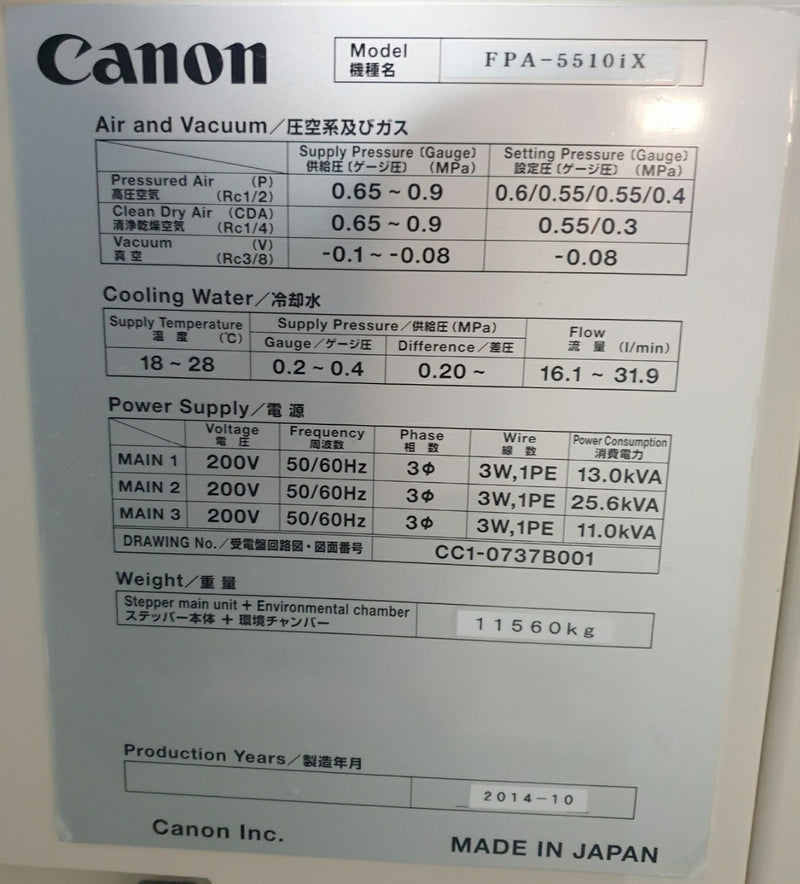 Canon
Model FPA-5510iX
機種名
Air and Vacuum/圧空系及びガス
Supply Pressure〔Gauge〕 Setting Pressure〔Gauge〕
供給圧〔ゲージ圧〕 (MPa) 設定圧〔ゲージ圧〕 (MPa)
Pressured Air (P) 0.65 ~ 0.9 0.6/0.55/0.55/0.4
高圧空気 (Rc1/2)
Clean Dry Air (CDA) 0.65 ~ 0.9 0.55/0.3
清浄乾燥空気 (Rc1/4)
Vacuum (V) -0.1 ~ -0.08 -0.08
真空 (Rc3/8)
Cooling Water/冷却水
Supply Temperature Supply Pressure/供給圧(MPa) Flow
温 度 (℃) Gauge/ゲージ圧 Difference/差圧 流 量 (l/min)
18 ~ 28 0.2 ~ 0.4 0.20 ~ 16.1 ~ 31.9
Power Supply/電 源
Voltage Frequency Phase Wire Power Consumption
電 圧 周波数 相 数 線 数 消費電力
MAIN 1 200V 50/60Hz 3φ 3W,1PE 13.0kVA
MAIN 2 200V 50/60Hz 3φ 3W,1PE 25.6kVA
MAIN 3 200V 50/60Hz 3φ 3W,1PE 11.0kVA
DRAWING No./受電盤回路図・図面番号 CC1-0737B001
Weight/重 量
Stepper main unit + Environmental chamber 11560kg
ステッパー本体 + 環境チャンバー
Production Years/製造年月
2014-10
Canon Inc. MADE IN JAPAN